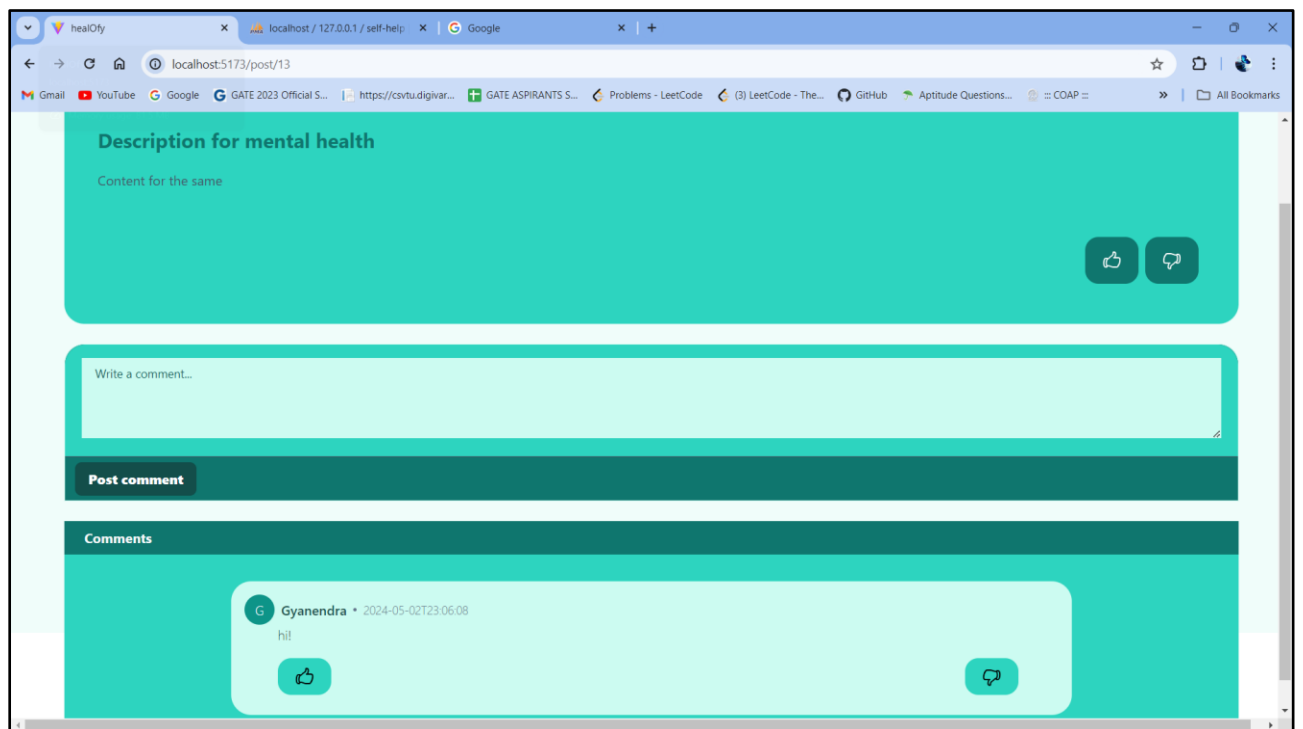 healOfy
localhost / 127.0.0.1 / self-help
Google
localhost:5173/post/13
Gmail YouTube Google GATE 2023 Official S... https://csvtu.digivar... GATE ASPIRANTS S... Problems - LeetCode (3) LeetCode - The... GitHub Aptitude Questions... ::: COAP ::: » All Bookmarks
Description for mental health
Content for the same
Write a comment...
Post comment
Comments
G Gyanendra • 2024-05-02T23:06:08
hi!